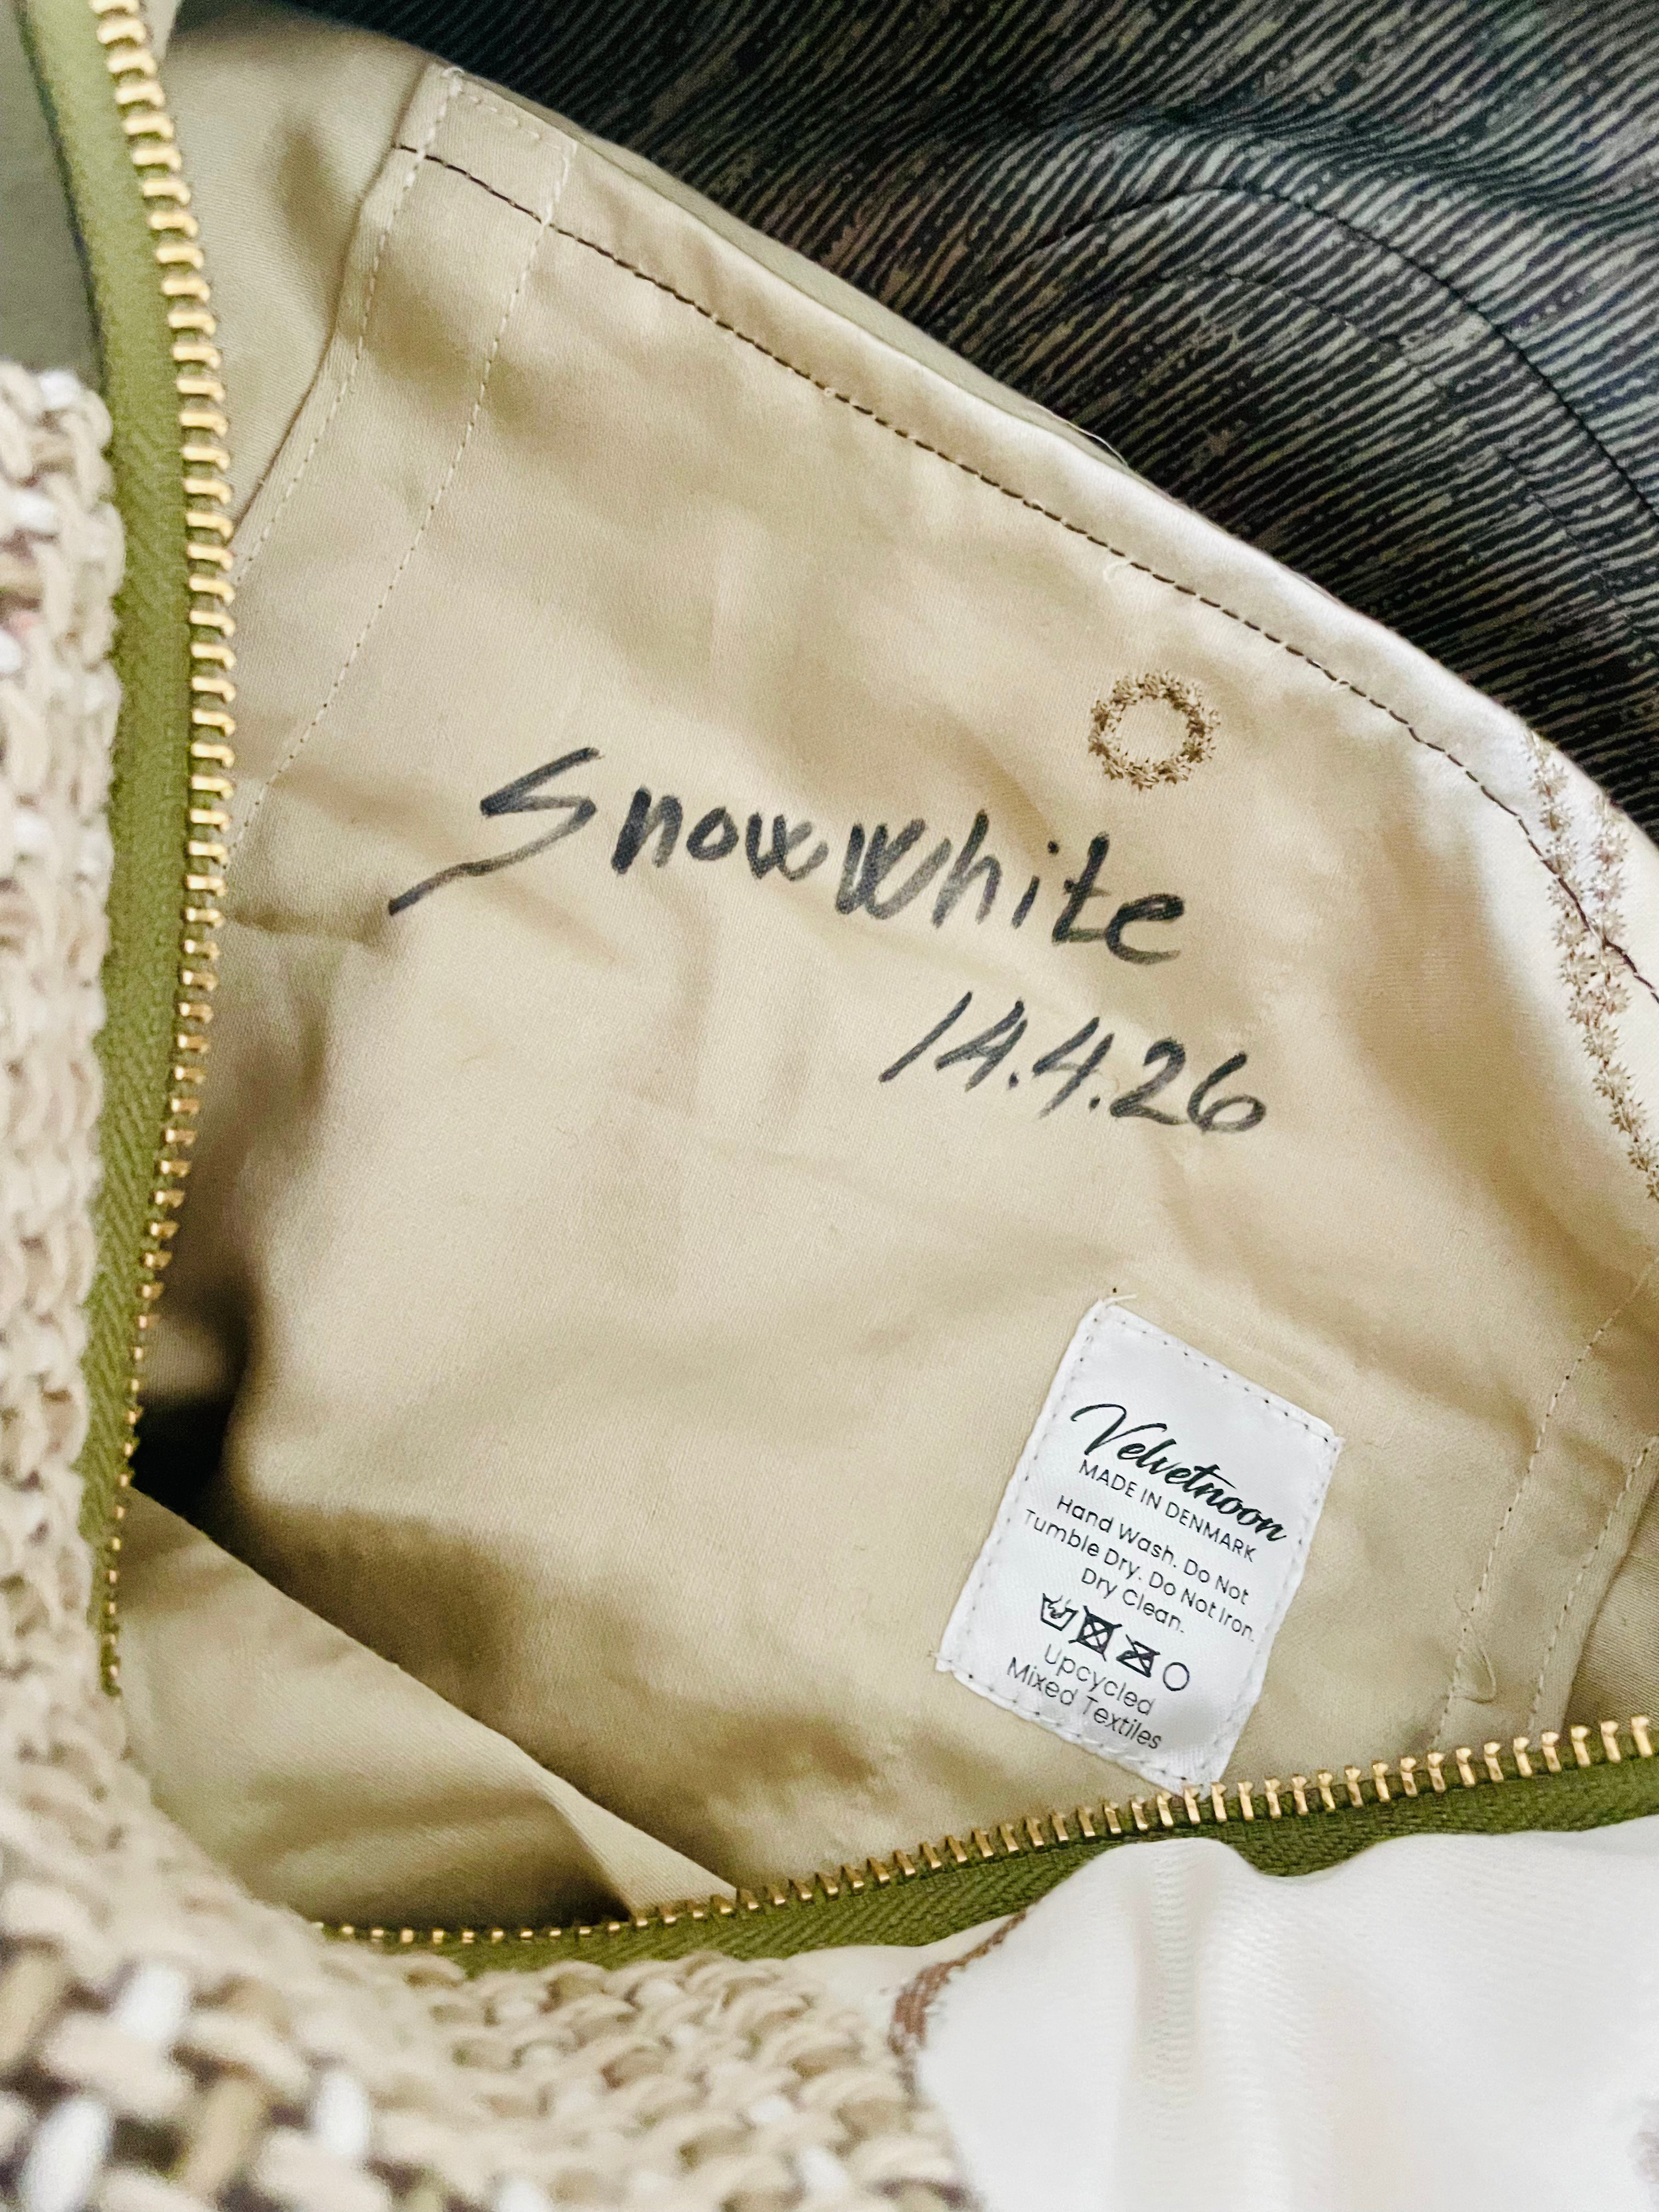 SnowWhite
14.4.26
Velvetnoon
MADE IN DENMARK
Hand Wash. Do Not
Tumble Dry. Do Not Iron.
Dry Clean.
Upcycled
Mixed Textiles